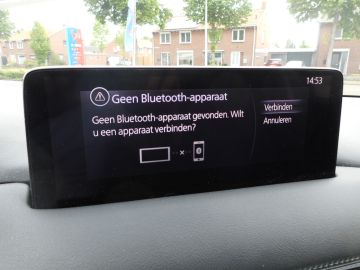 14:53
Geen Bluetooth-apparaat
Geen Bluetooth-apparaat gevonden. Wilt
u een apparaat verbinden?
Verbinden
Annuleren